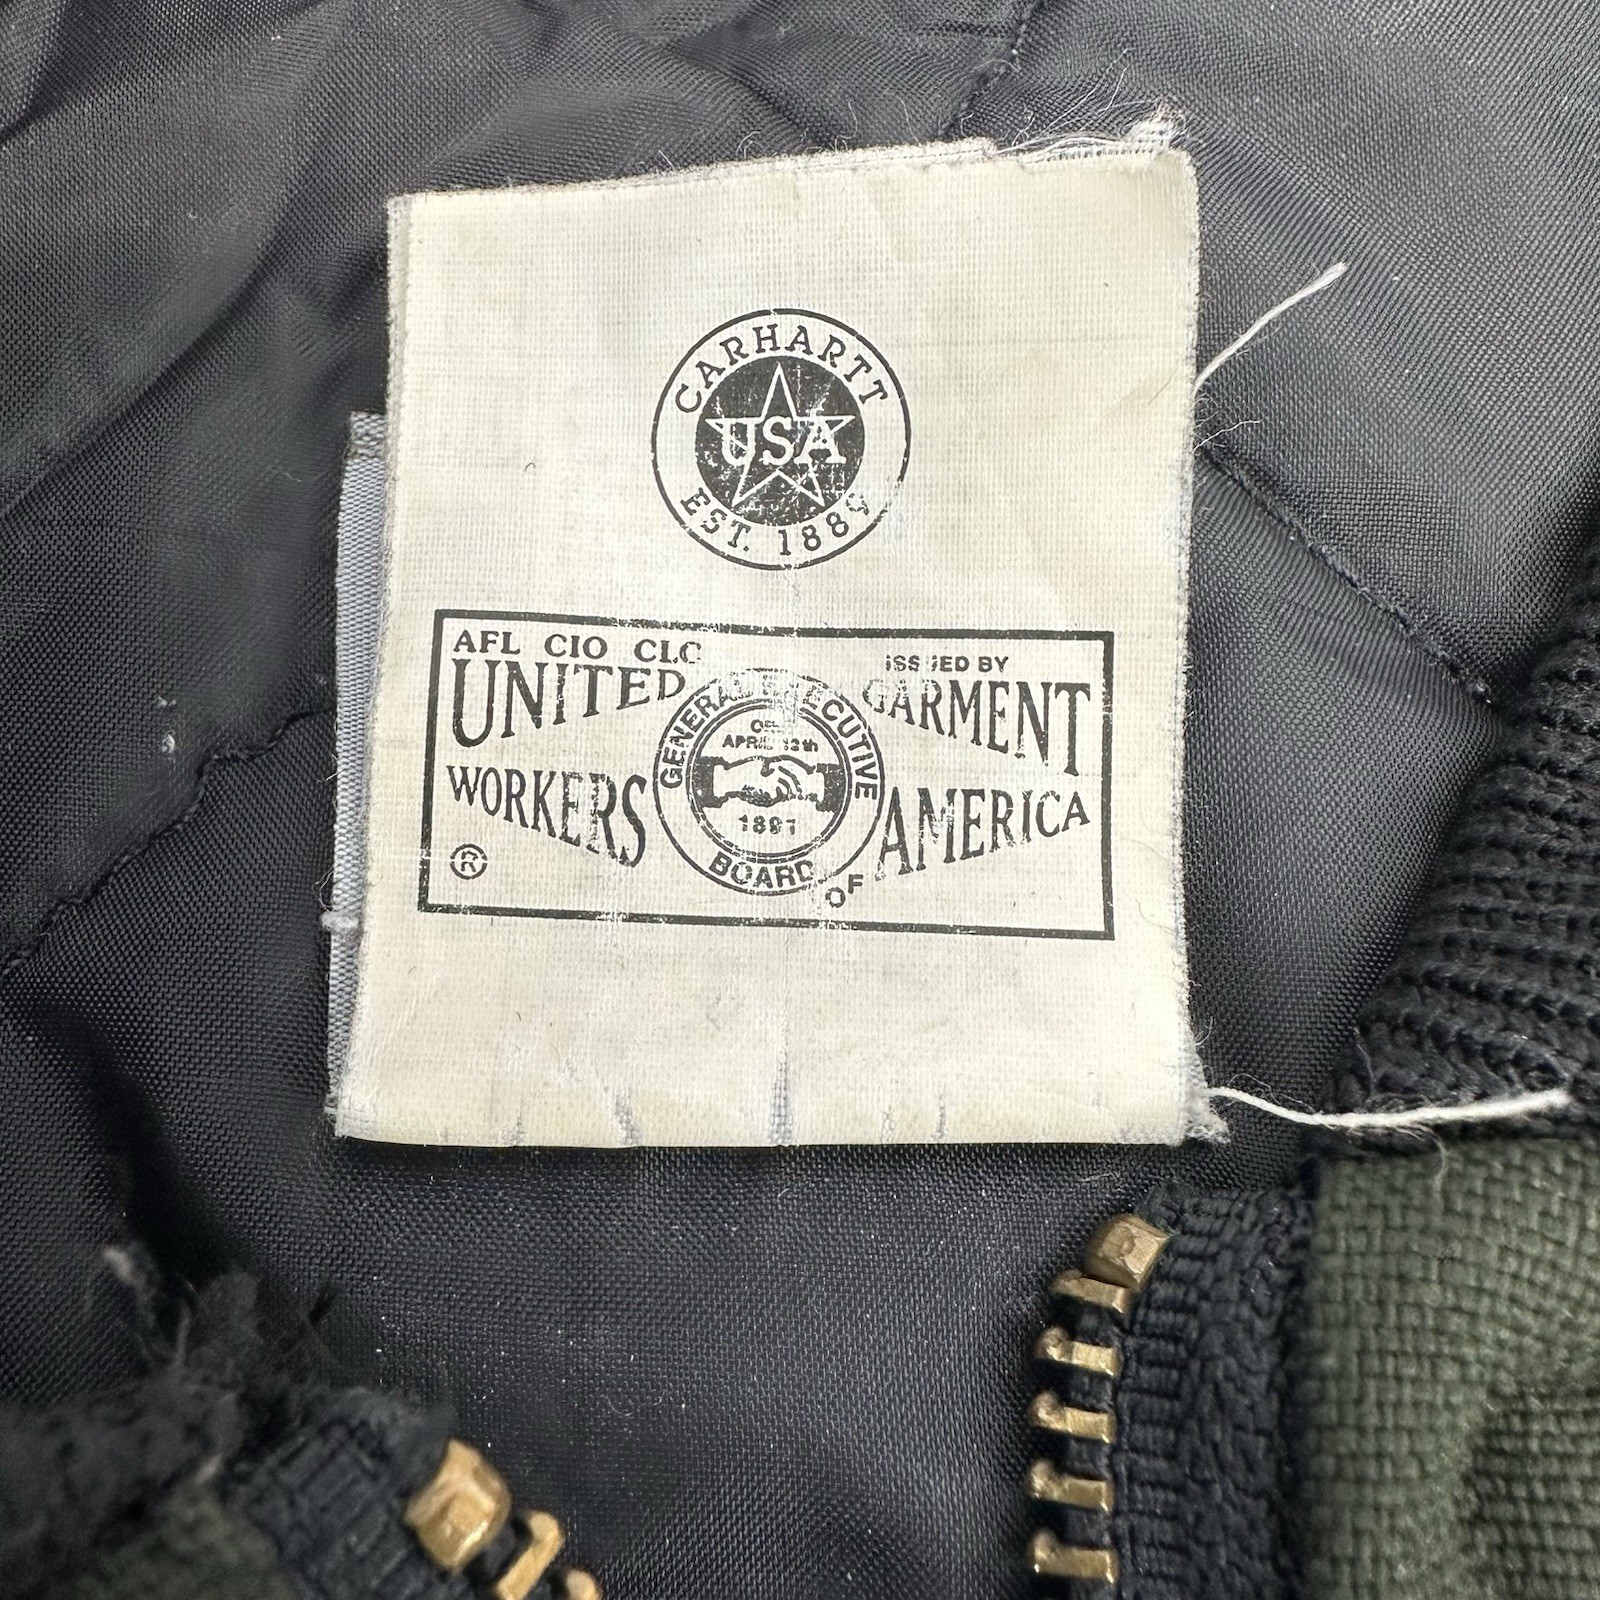 CARHARTT
USA
EST. 1889
AFL CIO CLC
ISSUED BY
UNITED GARMENT
WORKERS OF AMERICA
GENERAL EXECUTIVE
BOARD
APRIL 12th
1891
®